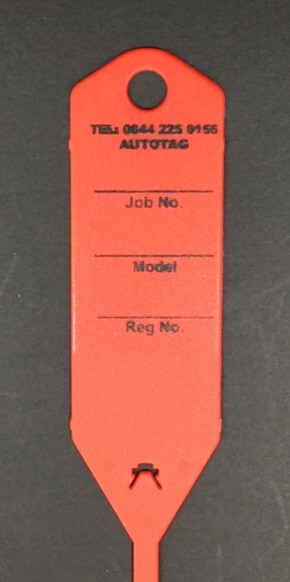 TEL: 0844 225 0155
AUTOTAG
Job No.
Model
Reg No.